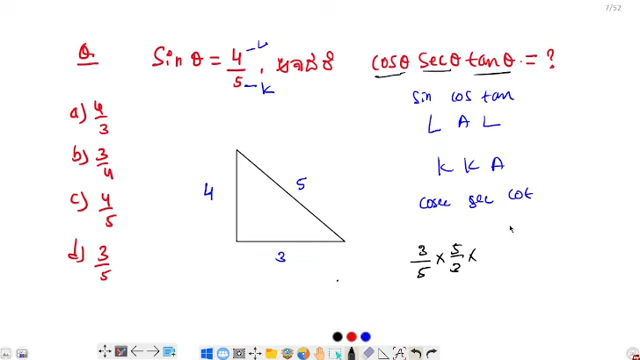 7/52
Q Sin θ = 4/5 -L -K , ಆದರೆ cosθ secθ tanθ = ?
a) 4/3
b) 3/4
c) 4/5
d) 3/5
4 5 3
sin cos tan
L A L
K K A
cosec sec cot
3/5 × 5/3 ×